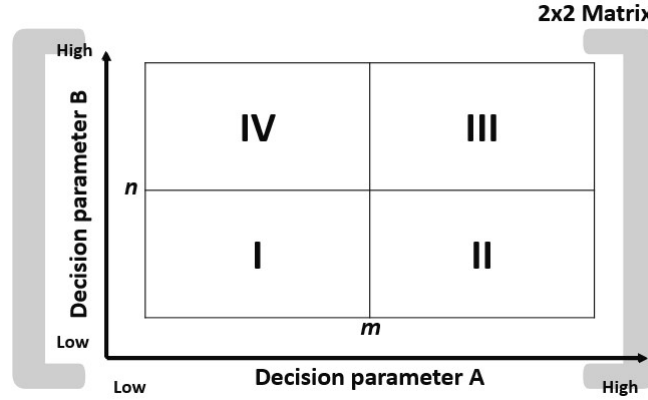 2x2 Matrix
High
Decision parameter B
IV
III
n
I
II
m
Low
Low
Decision parameter A
High